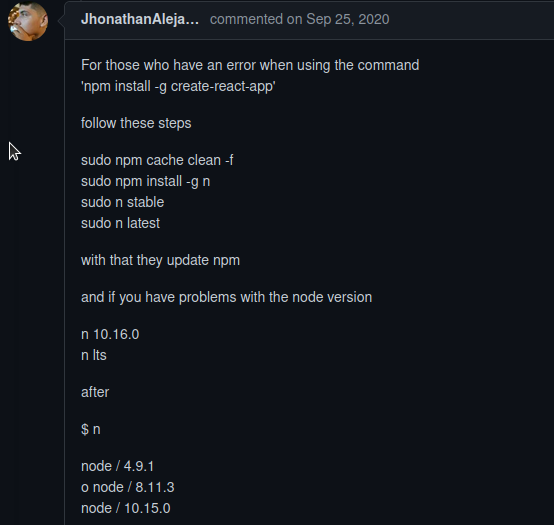 JhonathanAleja... commented on Sep 25, 2020
For those who have an error when using the command
'npm install -g create-react-app'
follow these steps
sudo npm cache clean -f
sudo npm install -g n
sudo n stable
sudo n latest
with that they update npm
and if you have problems with the node version
n 10.16.0
n lts
after
$ n
node / 4.9.1
ο node / 8.11.3
node / 10.15.0